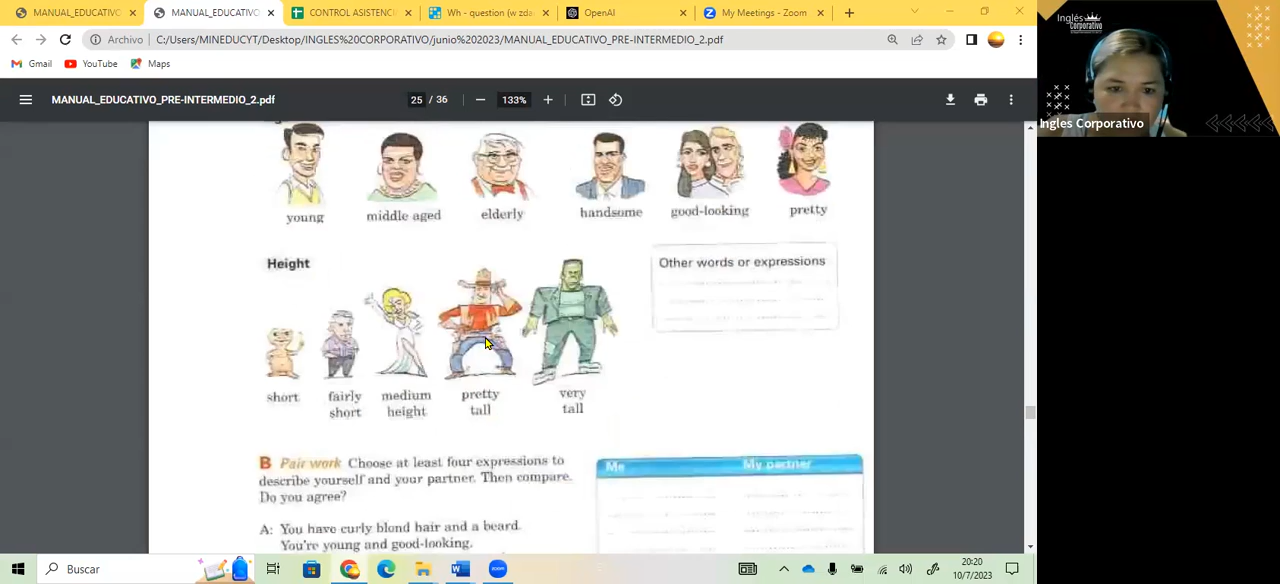 MANUAL_EDUCATIVO
MANUAL_EDUCATIVO
CONTROL ASISTENCI
Wh - question (w zda
OpenAI
My Meetings - Zoom
Archivo
C:/Users/MINEDUCYT/Desktop/INGLES%20CORPORATIVO/junio%202023/MANUAL_EDUCATIVO_PRE-INTERMEDIO_2.pdf
Gmail
YouTube
Maps
MANUAL_EDUCATIVO_PRE-INTERMEDIO_2.pdf
25 / 36
133%
Inglés
Corporativo
Ingles Corporativo
young
middle aged
elderly
handsome
good-looking
pretty
Height
Other words or expressions
short
fairly short
medium height
pretty tall
very tall
B Pair work Choose at least four expressions to
describe yourself and your partner. Then compare.
Do you agree?
A: You have curly blond hair and a beard.
You're young and good-looking.
Me
My partner
Buscar
zoom
20:20
10/7/2023